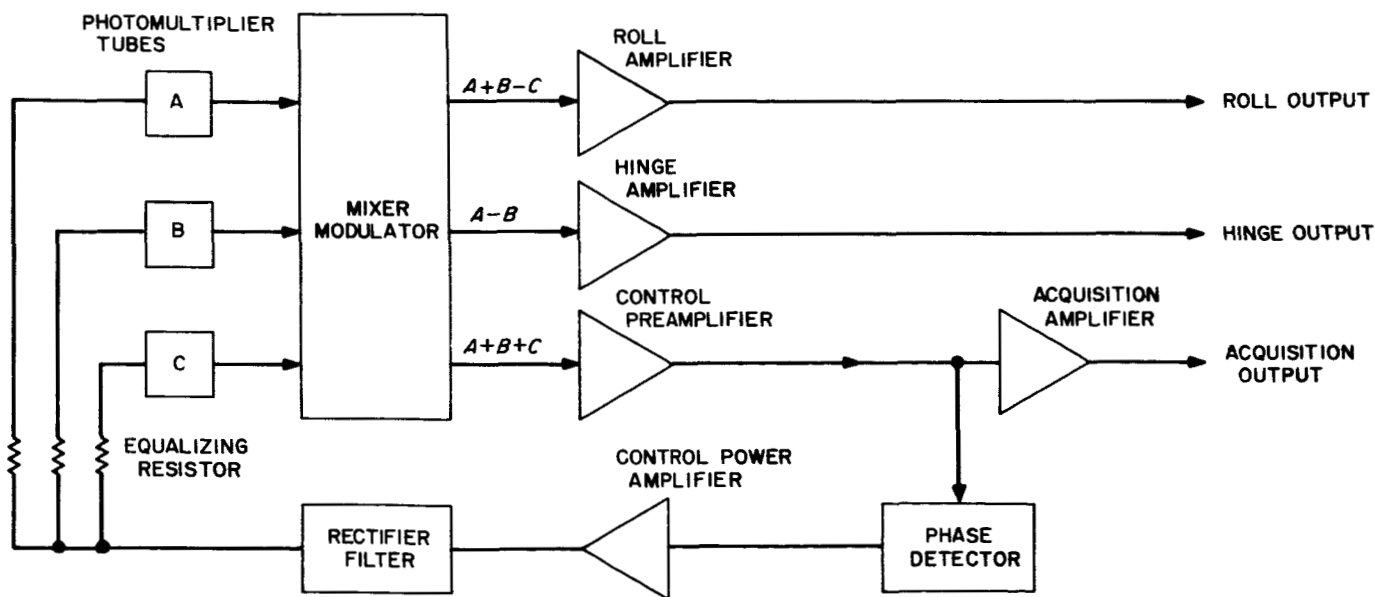 PHOTOMULTIPLIER
TUBES
A
B
C
MIXER
MODULATOR
A+B-C
A-B
A+B+C
ROLL
AMPLIFIER
ROLL OUTPUT
HINGE
AMPLIFIER
HINGE OUTPUT
CONTROL
PREAMPLIFIER
ACQUISITION
AMPLIFIER
ACQUISITION
OUTPUT
EQUALIZING
RESISTOR
RECTIFIER
FILTER
CONTROL POWER
AMPLIFIER
PHASE
DETECTOR